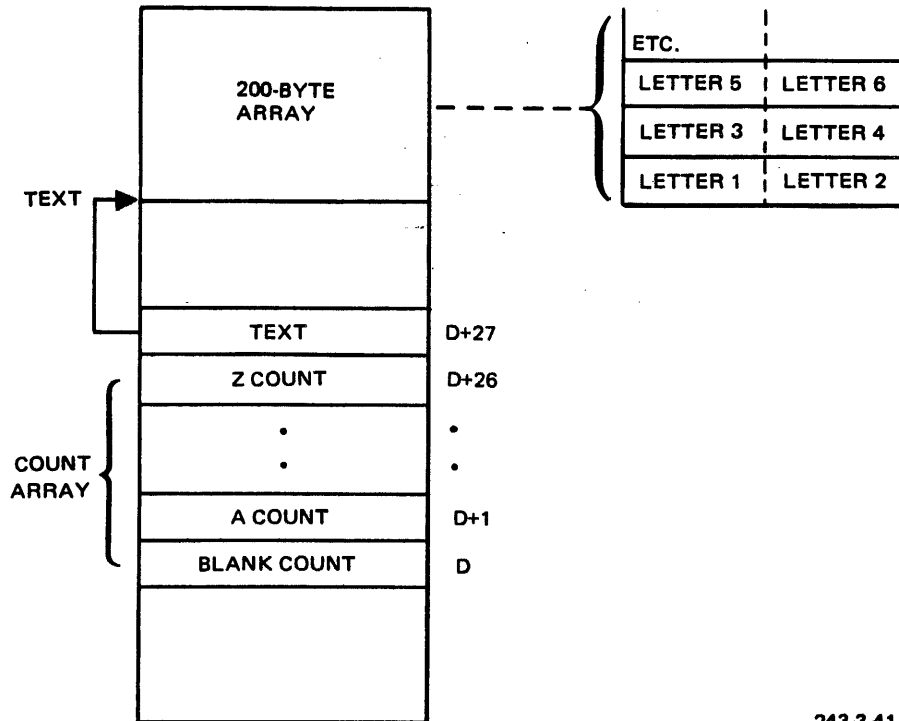 200-BYTE
ARRAY
ETC.
LETTER 5 LETTER 6
LETTER 3 LETTER 4
LETTER 1 LETTER 2
TEXT
TEXT D+27
Z COUNT D+26
COUNT
ARRAY
A COUNT D+1
BLANK COUNT D
243.3.41